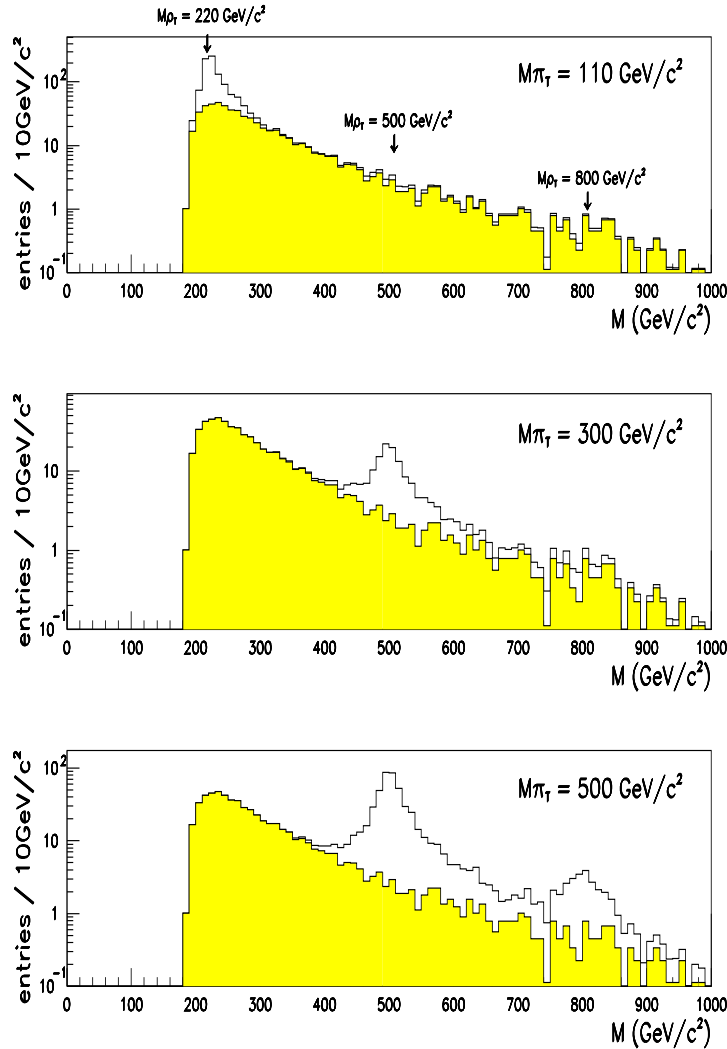 Mρ_T = 220 GeV/c²
Mπ_T = 110 GeV/c²
Mρ_T = 500 GeV/c²
Mρ_T = 800 GeV/c²
entries / 10GeV/c²
10²
10
1
10⁻¹
0 100 200 300 400 500 600 700 800 900 1000
M (GeV/c²)
Mπ_T = 300 GeV/c²
entries / 10GeV/c²
10
1
10⁻¹
0 100 200 300 400 500 600 700 800 900 1000
M (GeV/c²)
Mπ_T = 500 GeV/c²
entries / 10GeV/c²
10²
10
1
10⁻¹
0 100 200 300 400 500 600 700 800 900 1000
M (GeV/c²)